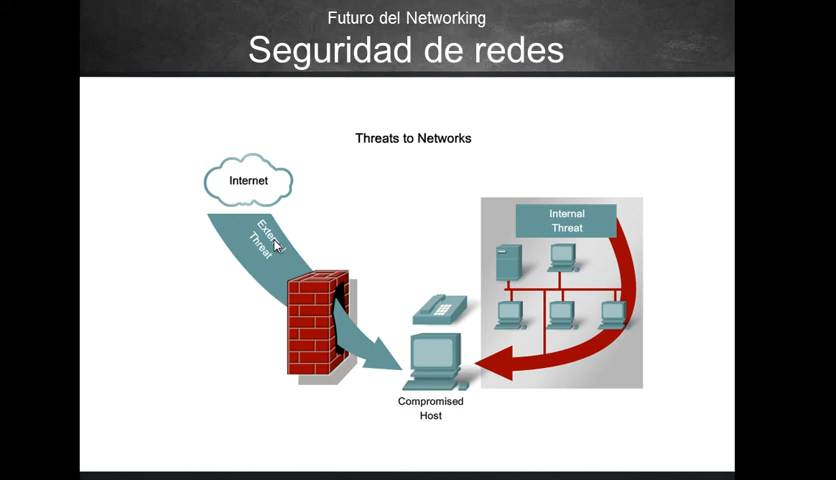 Futuro del Networking
Seguridad de redes
Threats to Networks
Internet
External
Threat
Internal
Threat
Compromised
Host